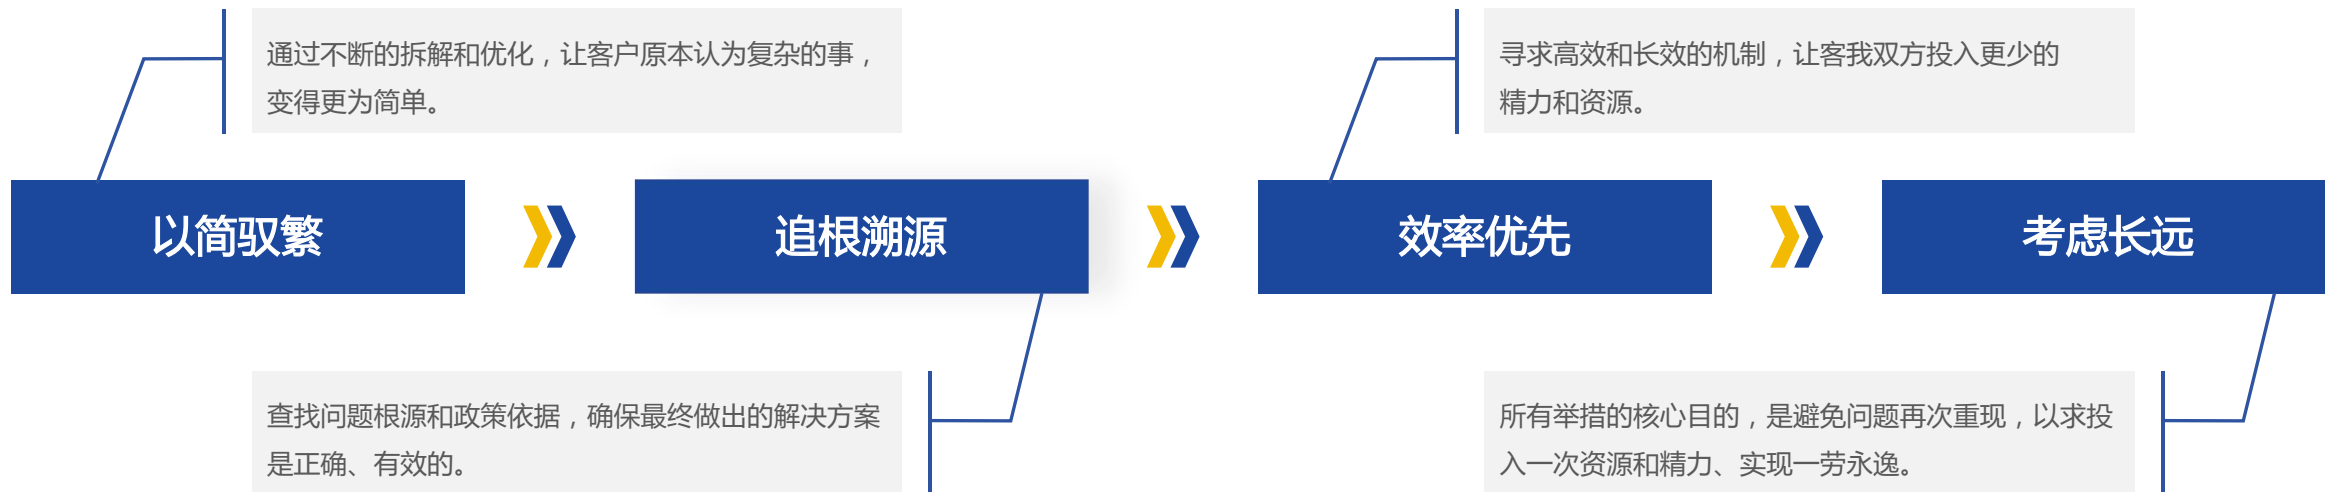 通过不断的拆解和优化，让客户原本认为复杂的事，
变得更为简单。
寻求高效和长效的机制，让客我双方投入更少的
精力和资源。
以简驭繁
追根溯源
效率优先
考虑长远
查找问题根源和政策依据，确保最终做出的解决方案
是正确、有效的。
所有举措的核心目的，是避免问题再次重现，以求投
入一次资源和精力、实现一劳永逸。